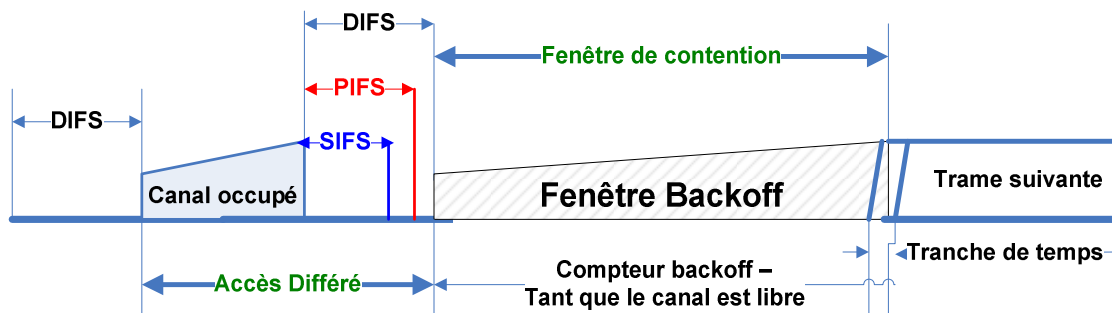 DIFS
Fenêtre de contention
PIFS
DIFS
SIFS
Canal occupé
Fenêtre Backoff
Trame suivante
Tranche de temps
Accès Différé
Compteur backoff –
Tant que le canal est libre